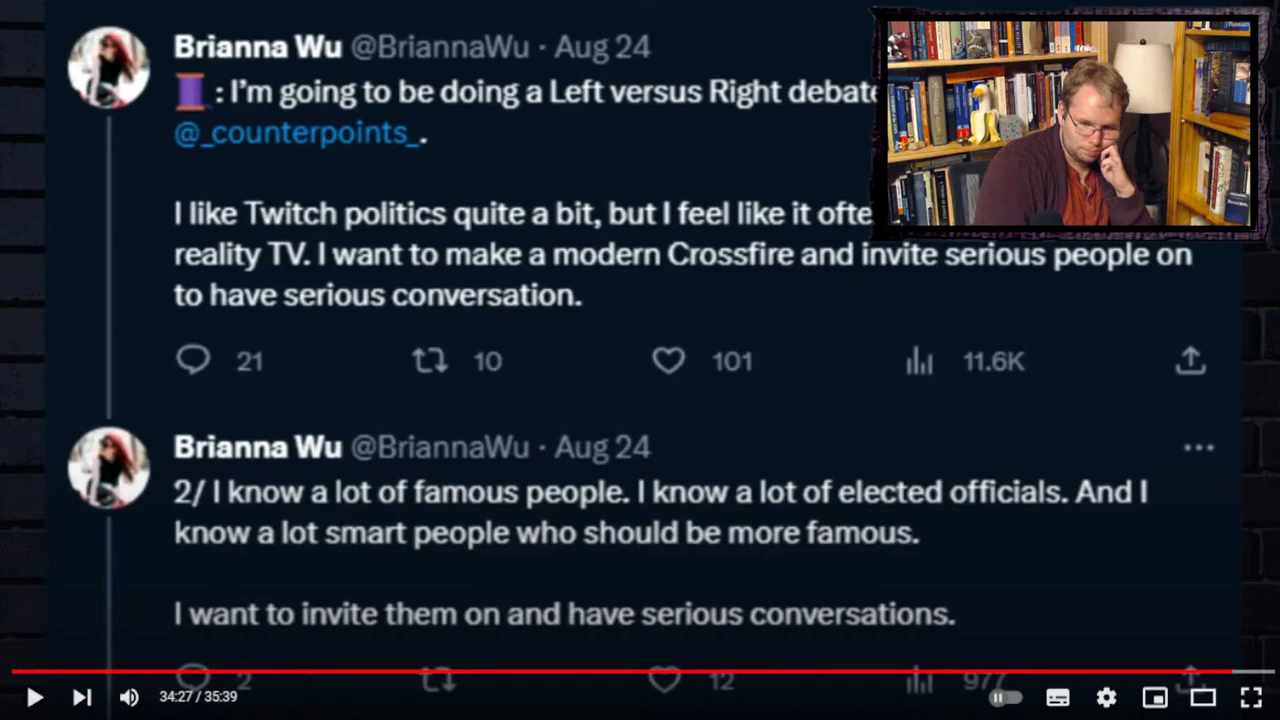 Brianna Wu @BriannaWu · Aug 24
: I'm going to be doing a Left versus Right debate
@_counterpoints_.
I like Twitch politics quite a bit, but I feel like it ofte
reality TV. I want to make a modern Crossfire and invite serious people on
to have serious conversation.
21 10 101 11.6K
Brianna Wu @BriannaWu · Aug 24
2/ I know a lot of famous people. I know a lot of elected officials. And I
know a lot smart people who should be more famous.
I want to invite them on and have serious conversations.
2 12 977
34:27 / 35:39